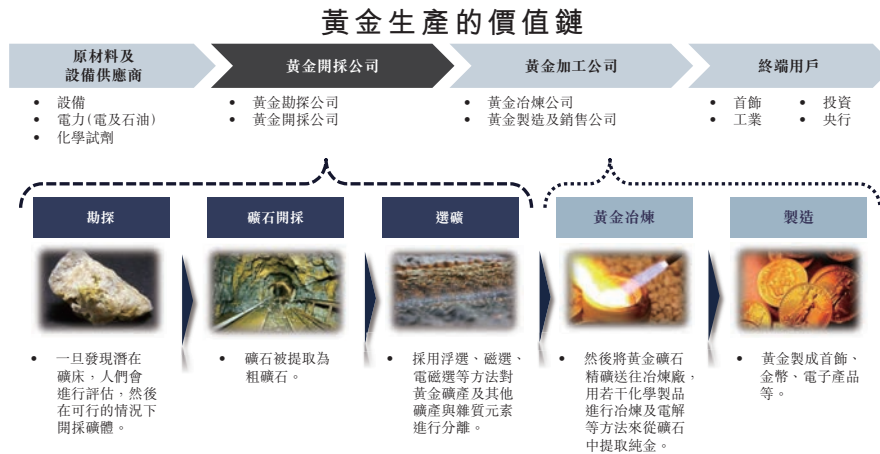 黃金生產的價值鏈
原材料及
設備供應商
黃金開採公司
黃金加工公司
終端用戶
• 設備
• 電力(電及石油)
• 化學試劑
• 黃金勘探公司
• 黃金開採公司
• 黃金冶煉公司
• 黃金製造及銷售公司
• 首飾 • 投資
• 工業 • 央行
勘探
礦石開採
選礦
黃金冶煉
製造
• 一旦發現潛在
礦床，人們會
進行評估，然後
在可行的情況下
開採礦體。
• 礦石被提取為
粗礦石。
• 採用浮選、磁選、
電磁選等方法對
黃金礦產及其他
礦產與雜質元素
進行分離。
• 然後將黃金礦石
精礦送往冶煉廠，
用若干化學製品
進行冶煉及電解
等方法來從礦石
中提取純金。
• 黃金製成首飾、
金幣、電子產品
等。